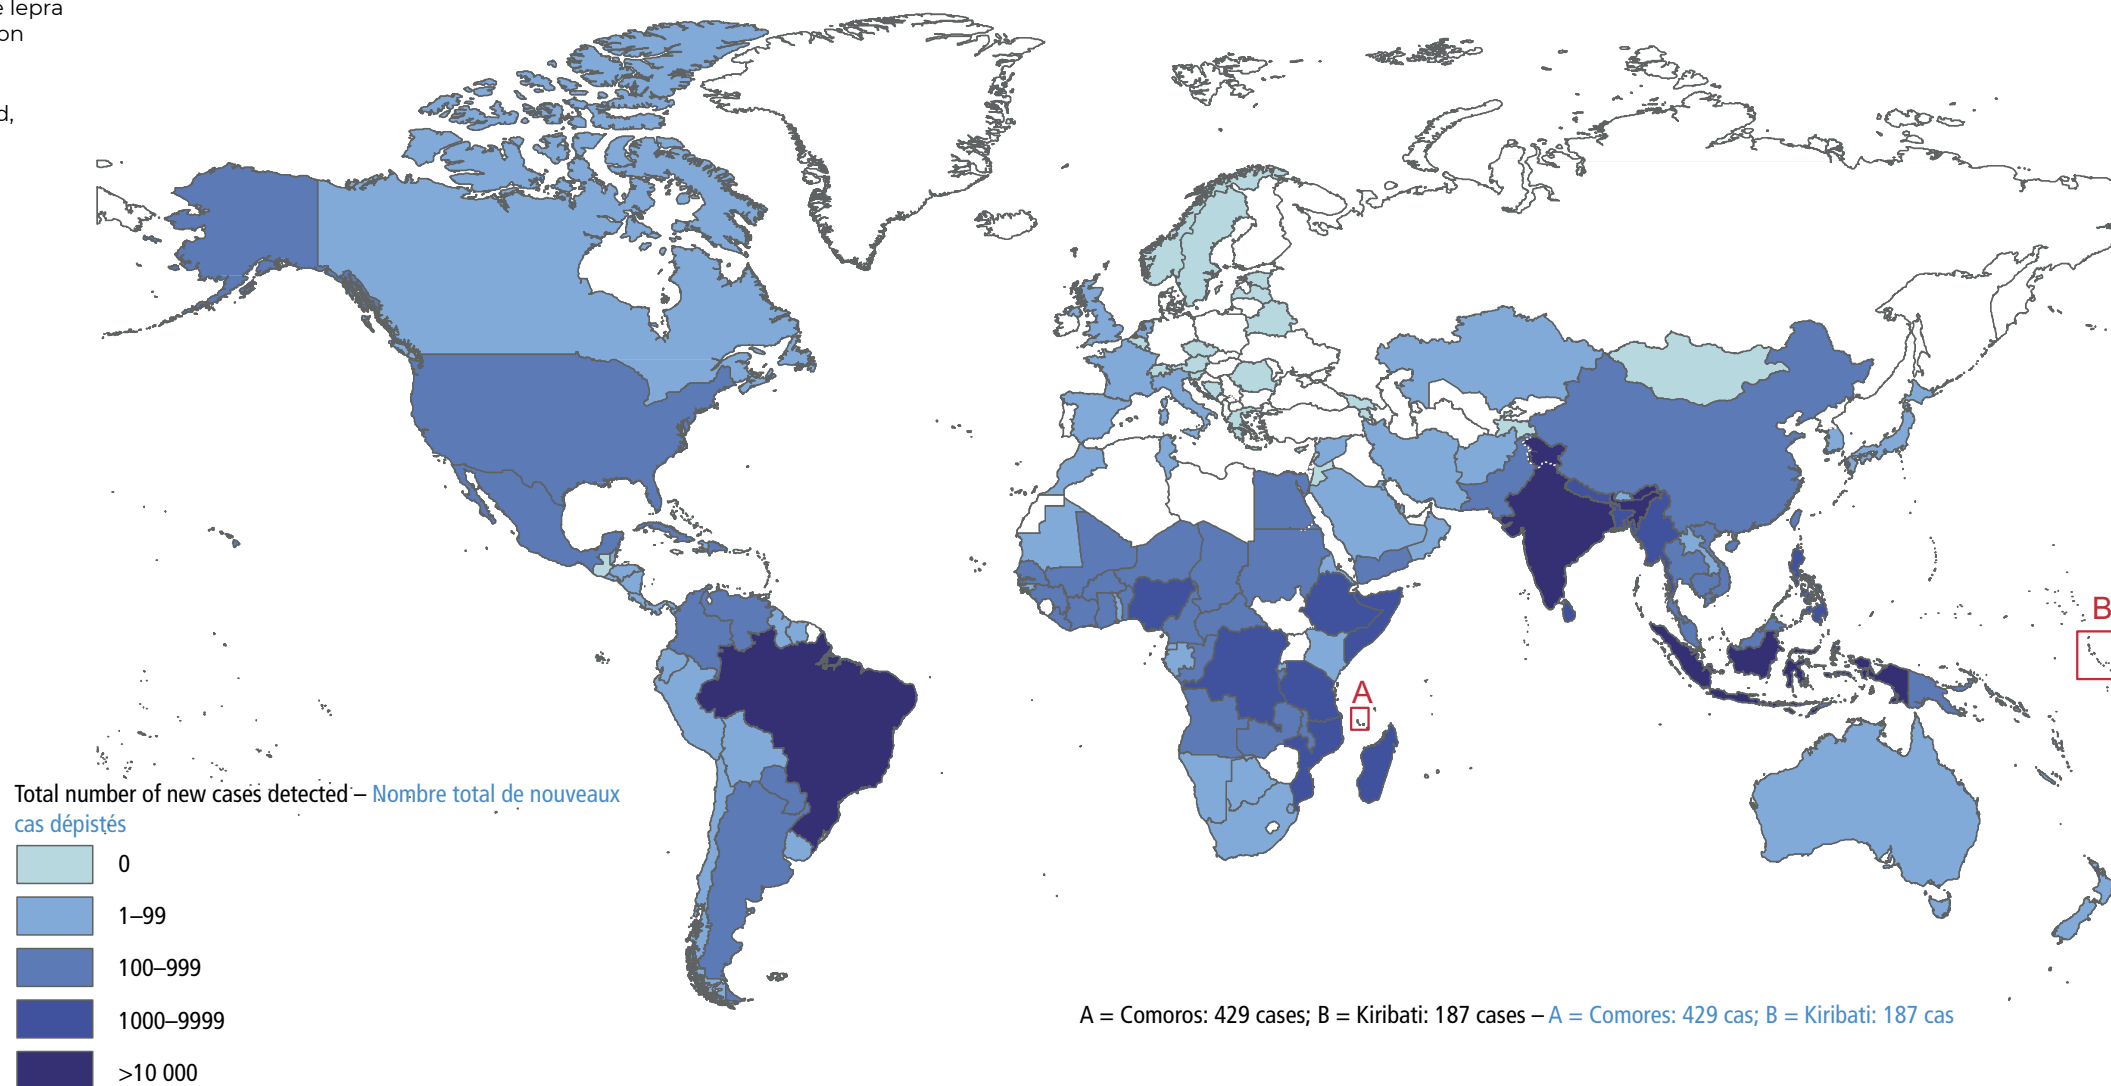 e lepra
on
d,
A
B
Total number of new cases detected – Nombre total de nouveaux
cas dépistés
0
1–99
100–999
1000–9999
>10 000
A = Comoros: 429 cases; B = Kiribati: 187 cases – A = Comores: 429 cas; B = Kiribati: 187 cas